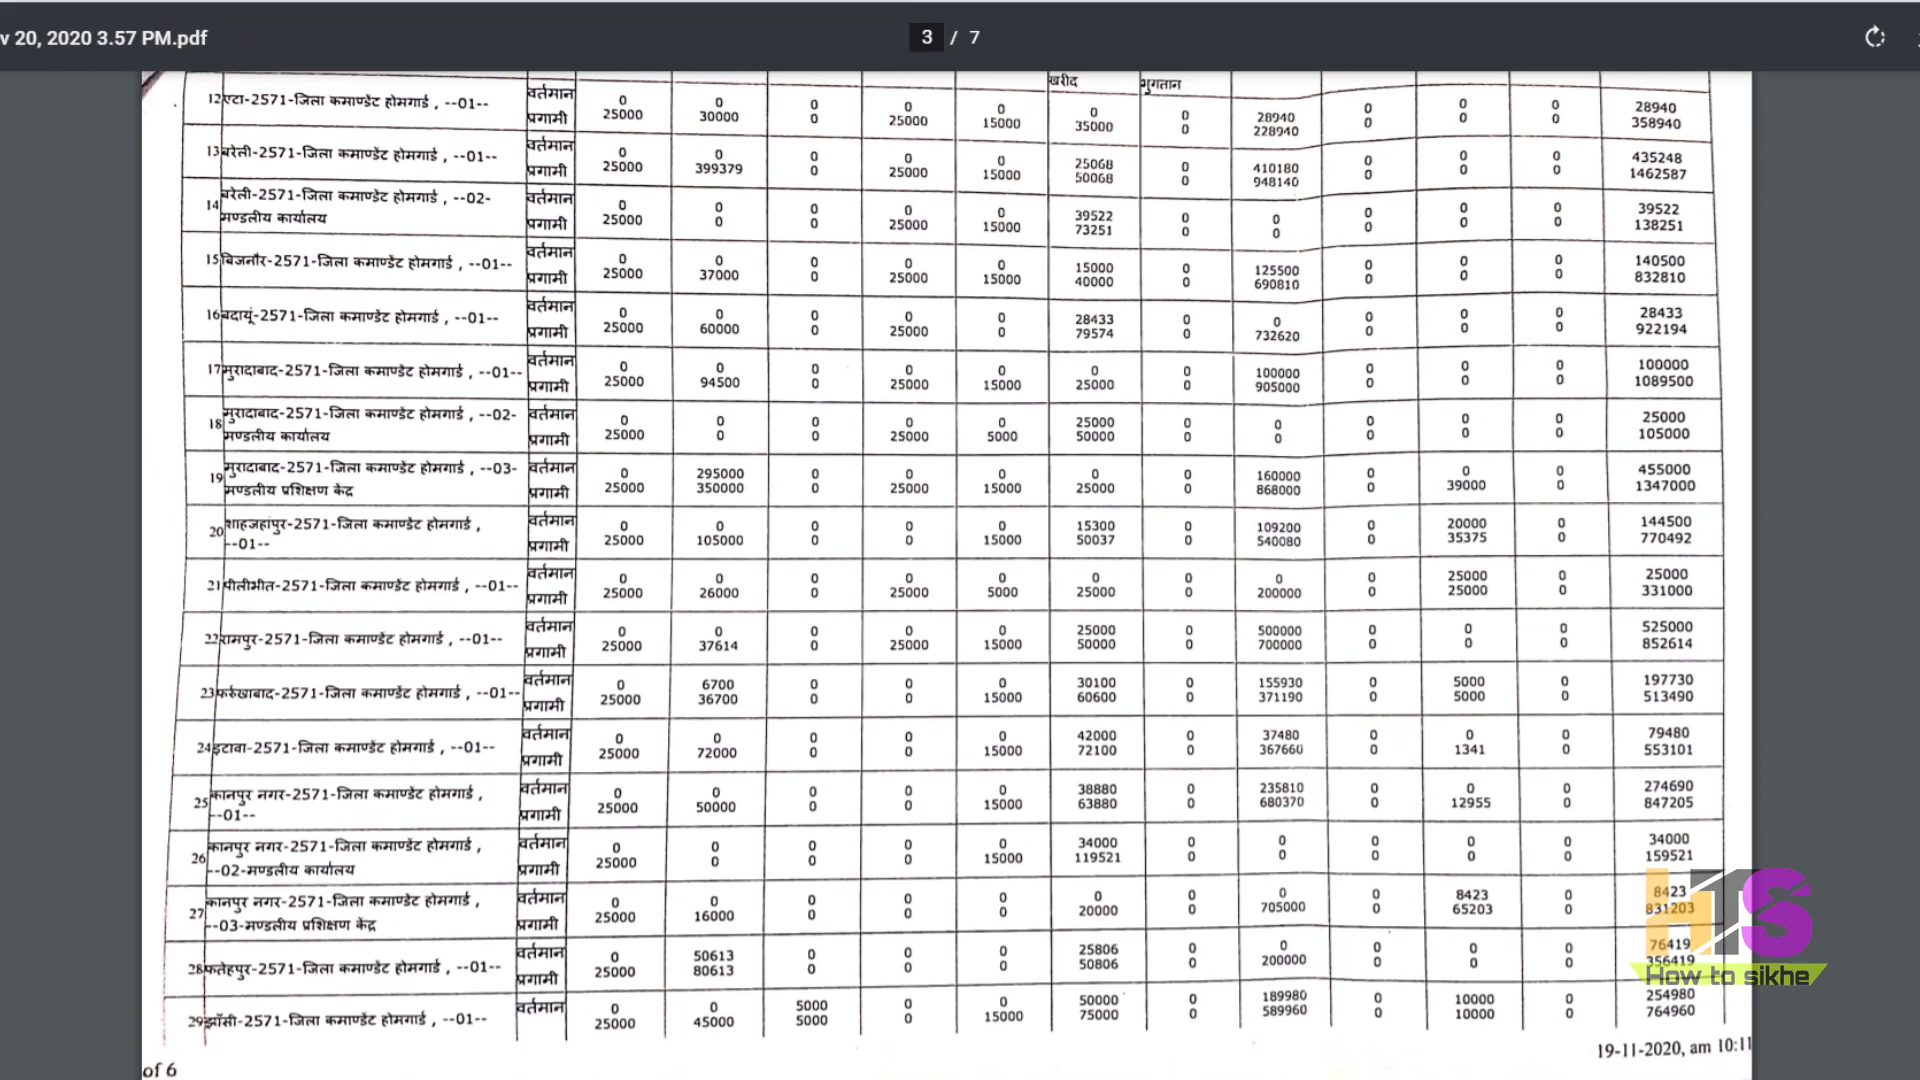 v 20, 2020 3.57 PM.pdf 3 / 7
खरीद भुगतान
12 एटा-2571-जिला कमाण्डेंट होमगार्ड , --01-- वर्तमान 0 0 0 0 0 0 0 28940 0 0 0 28940
प्रगामी 25000 30000 0 25000 15000 35000 0 228940 0 0 0 358940
13 बरेली-2571-जिला कमाण्डेंट होमगार्ड , --01-- वर्तमान 0 0 0 0 0 25068 0 410180 0 0 0 435248
प्रगामी 25000 399379 0 25000 15000 50068 0 948140 0 0 0 1462587
14 बरेली-2571-जिला कमाण्डेंट होमगार्ड , --02- वर्तमान 0 0 0 0 0 39522 0 0 0 0 0 39522
मण्डलीय कार्यालय प्रगामी 25000 0 0 25000 15000 73251 0 0 0 0 0 138251
15 बिजनौर-2571-जिला कमाण्डेंट होमगार्ड , --01-- वर्तमान 0 0 0 0 0 15000 0 125500 0 0 0 140500
प्रगामी 25000 37000 0 25000 15000 40000 0 690810 0 0 0 832810
16 बदायूं-2571-जिला कमाण्डेंट होमगार्ड , --01-- वर्तमान 0 0 0 0 0 28433 0 0 0 0 0 28433
प्रगामी 25000 60000 0 25000 0 79574 0 732620 0 0 0 922194
17 मुरादाबाद-2571-जिला कमाण्डेंट होमगार्ड , --01-- वर्तमान 0 0 0 0 0 0 0 100000 0 0 0 100000
प्रगामी 25000 94500 0 25000 15000 25000 0 905000 0 0 0 1089500
18 मुरादाबाद-2571-जिला कमाण्डेंट होमगार्ड , --02- वर्तमान 0 0 0 0 0 25000 0 0 0 0 0 25000
मण्डलीय कार्यालय प्रगामी 25000 0 0 25000 5000 50000 0 0 0 0 0 105000
19 मुरादाबाद-2571-जिला कमाण्डेंट होमगार्ड , --03- वर्तमान 0 295000 0 0 0 0 0 160000 0 0 0 455000
मण्डलीय प्रशिक्षण केंद्र प्रगामी 25000 350000 0 25000 15000 25000 0 868000 0 39000 0 1347000
20 शाहजहांपुर-2571-जिला कमाण्डेंट होमगार्ड , वर्तमान 0 0 0 0 0 15300 0 109200 0 20000 0 144500
--01-- प्रगामी 25000 105000 0 0 15000 50037 0 540080 0 35375 0 770492
21 पीलीभीत-2571-जिला कमाण्डेंट होमगार्ड , --01-- वर्तमान 0 0 0 0 0 0 0 0 0 25000 0 25000
प्रगामी 25000 26000 0 25000 5000 25000 0 200000 0 25000 0 331000
22 रामपुर-2571-जिला कमाण्डेंट होमगार्ड , --01-- वर्तमान 0 0 0 0 0 25000 0 500000 0 0 0 525000
प्रगामी 25000 37614 0 25000 15000 50000 0 700000 0 0 0 852614
23 फर्रुखाबाद-2571-जिला कमाण्डेंट होमगार्ड , --01-- वर्तमान 0 6700 0 0 0 30100 0 155930 0 5000 0 197730
प्रगामी 25000 36700 0 0 15000 60600 0 371190 0 5000 0 513490
24 इटावा-2571-जिला कमाण्डेंट होमगार्ड , --01-- वर्तमान 0 0 0 0 0 42000 0 37480 0 0 0 79480
प्रगामी 25000 72000 0 0 15000 72100 0 367660 0 1341 0 553101
25 कानपुर नगर-2571-जिला कमाण्डेंट होमगार्ड , वर्तमान 0 0 0 0 0 38880 0 235810 0 0 0 274690
--01-- प्रगामी 25000 50000 0 0 15000 63880 0 680370 0 12955 0 847205
26 कानपुर नगर-2571-जिला कमाण्डेंट होमगार्ड , वर्तमान 0 0 0 0 0 34000 0 0 0 0 0 34000
--02-मण्डलीय कार्यालय प्रगामी 25000 0 0 0 15000 119521 0 0 0 0 0 159521
27 कानपुर नगर-2571-जिला कमाण्डेंट होमगार्ड , वर्तमान 0 0 0 0 0 0 0 0 0 8423 0 8423
--03-मण्डलीय प्रशिक्षण केंद्र प्रगामी 25000 16000 0 0 0 20000 0 705000 0 65203 0 831203
28 फतेहपुर-2571-जिला कमाण्डेंट होमगार्ड , --01-- वर्तमान 0 50613 0 0 0 25806 0 0 0 0 0 76419
प्रगामी 25000 80613 0 0 0 50806 0 200000 0 0 0 356419
29 झाँसी-2571-जिला कमाण्डेंट होमगार्ड , --01-- वर्तमान 0 0 5000 0 0 50000 0 189980 0 10000 0 254980
25000 45000 5000 0 15000 75000 0 589960 0 10000 0 764960
HTS
How to sikhe
of 6 19-11-2020, am 10:11